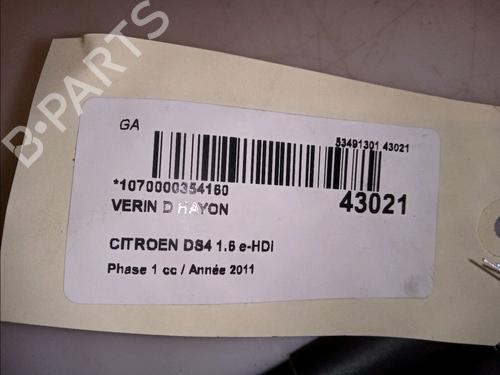 B-PARTS
GA
53491301 43021
*1070000354160
VERIN D HAYON
43021
CITROEN DS4 1.6 e-HDi
Phase 1 cc / Année 2011